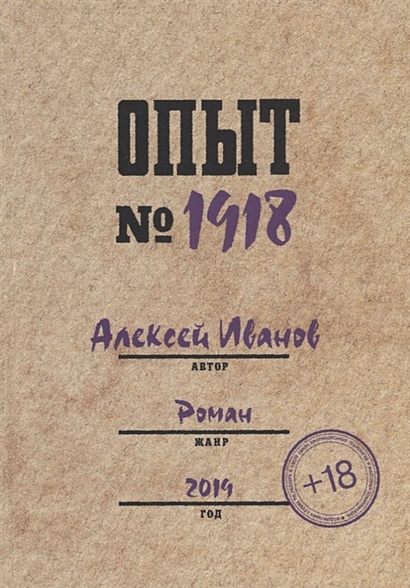 ОПЫТ
№ 1918
Алексей Иванов
АВТОР
Роман
ЖАНР
2019
ГОД
+18